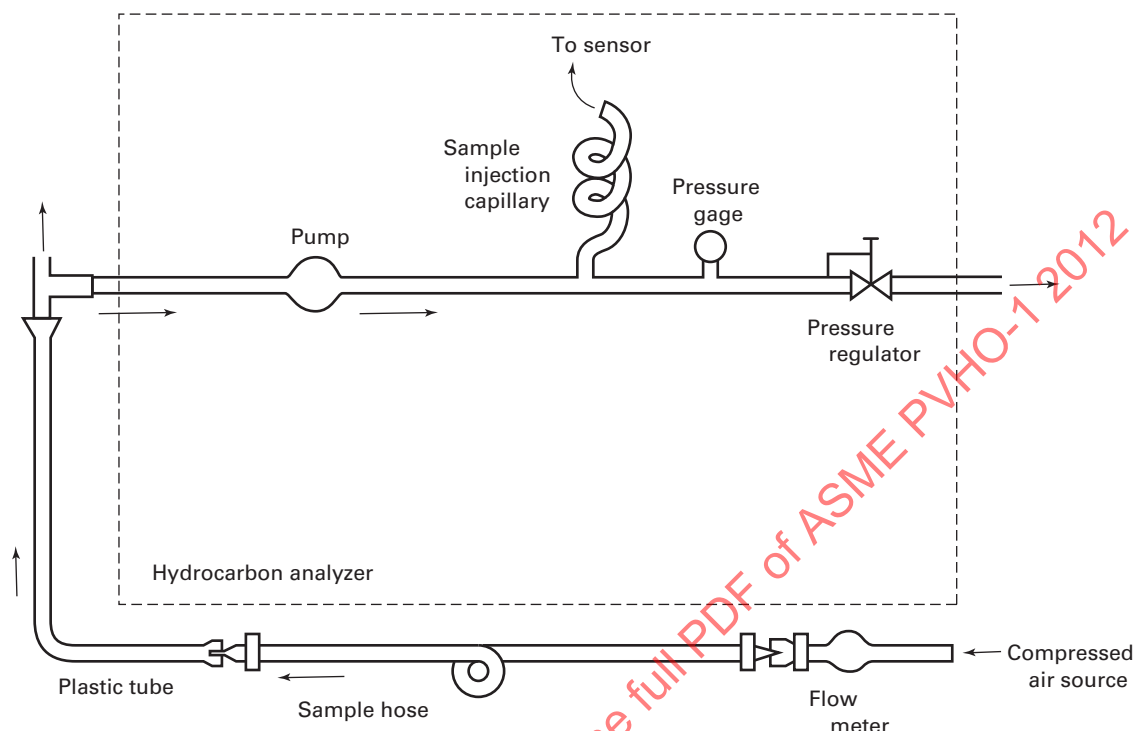 To sensor
Sample
injection
capillary
Pressure
gage
Pump
Pressure
regulator
Hydrocarbon analyzer
Plastic tube
Sample hose
Flow
meter
Compressed
air source
full PDF of ASME PVHO-1 2012